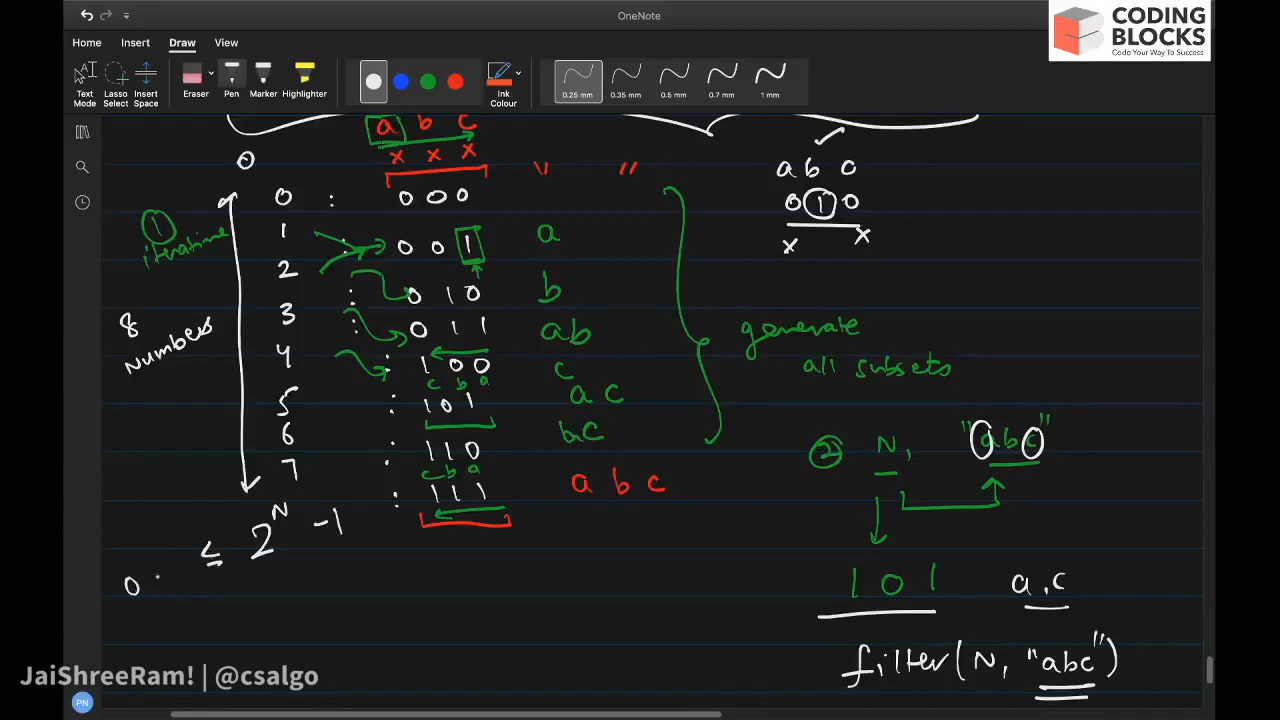 OneNote
CODING
BLOCKS
Code Your Way To Success
Home Insert Draw View
Text Mode
Lasso Select
Insert Space
Eraser
Pen
Marker
Highlighter
Ink Colour
0.25 mm
0.35 mm
0.5 mm
0.7 mm
1 mm
a b c
0 x x x " "
0 : 0 0 0
1 : 0 0 1 a
2 : 0 1 0 b
3 : 0 1 1 ab
4 : 1 0 0 c
c b a
5 : 1 0 1 a c
6 : 1 1 0 bc
c b a
7 : 1 1 1 a b c
≤ 2^N -1
0
1
8
Numbers
a b c
0 1 0
x x
generate
all subsets
2 N, "abc"
1 0 1 a,c
filter(N, "abc")
JaiShreeRam! | @csalgo
PN